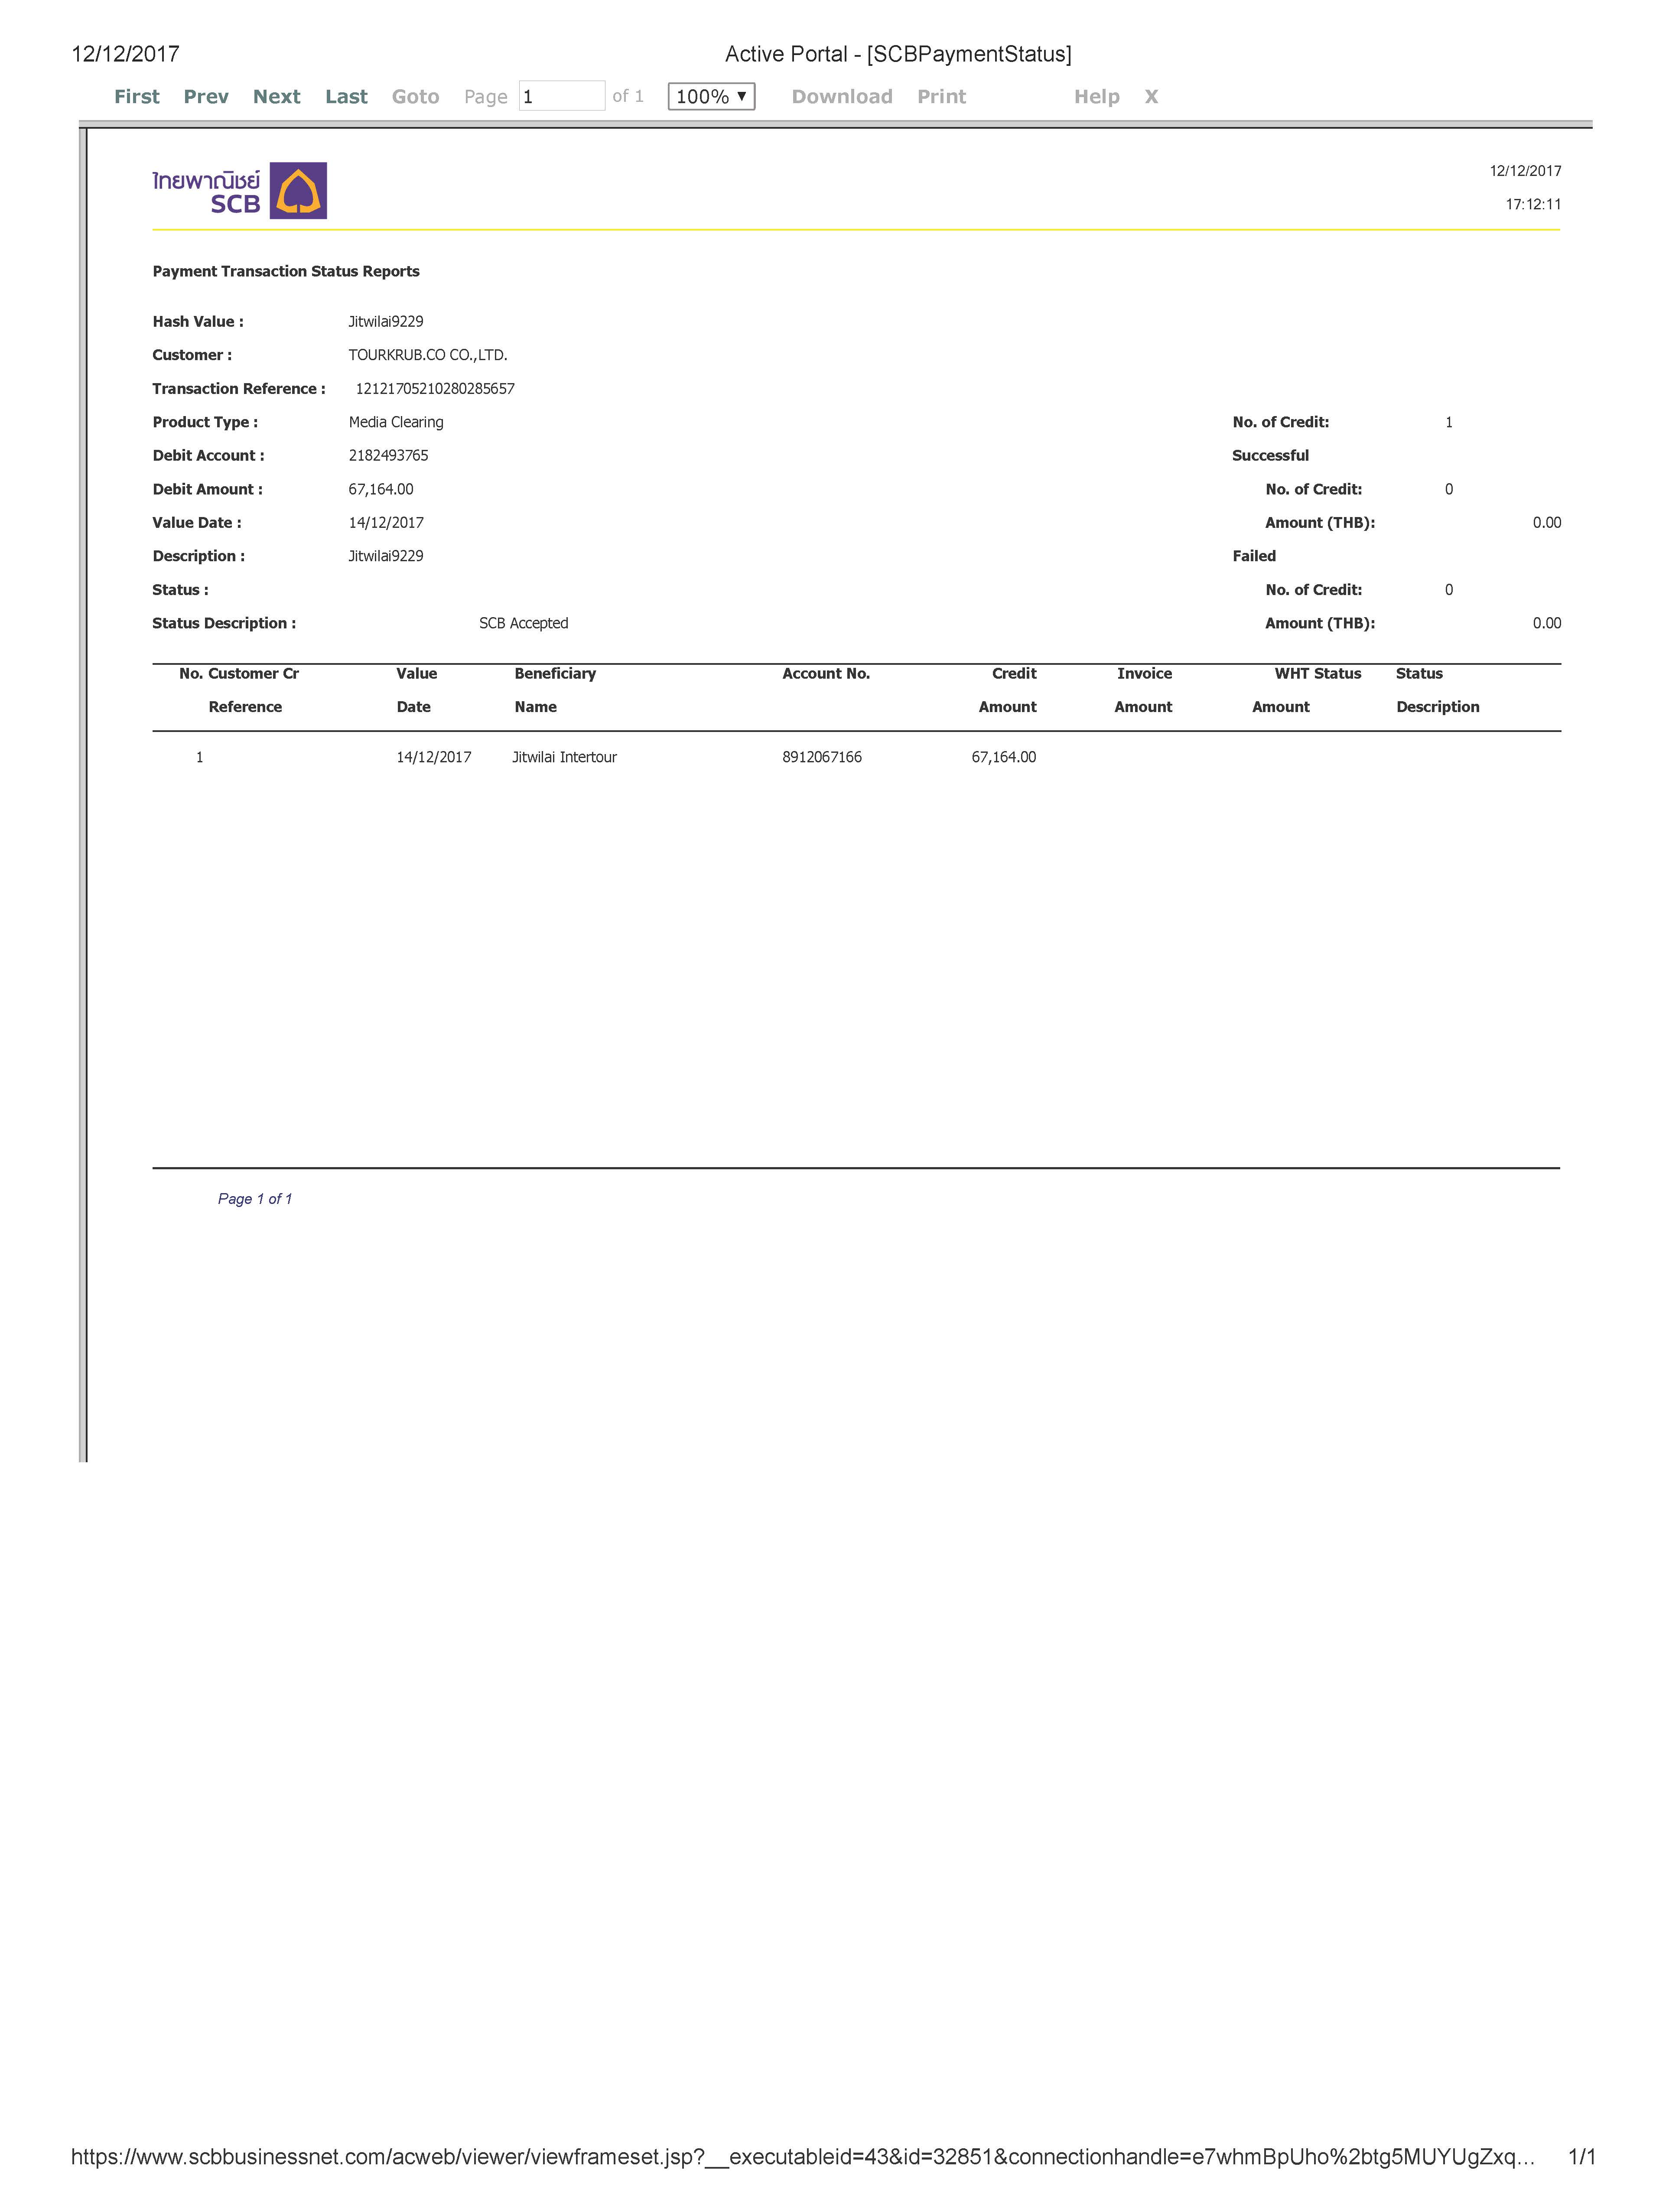 12/12/2017 Active Portal - [SCBPaymentStatus]
First Prev Next Last Goto Page 1 of 1 100% ▼ Download Print Help X
ไทยพาณิชย์ 12/12/2017
SCB 17:12:11
Payment Transaction Status Reports
Hash Value : Jitwilai9229
Customer : TOURKRUB.CO CO.,LTD.
Transaction Reference : 12121705210280285657
Product Type : Media Clearing No. of Credit: 1
Debit Account : 2182493765 Successful
Debit Amount : 67,164.00 No. of Credit: 0
Value Date : 14/12/2017 Amount (THB): 0.00
Description : Jitwilai9229 Failed
Status : No. of Credit: 0
Status Description : SCB Accepted Amount (THB): 0.00
No. Customer Cr Value Beneficiary Account No. Credit Invoice WHT Status Status
Reference Date Name Amount Amount Amount Description
1 14/12/2017 Jitwilai Intertour 8912067166 67,164.00
Page 1 of 1
https://www.scbbusinessnet.com/acweb/viewer/viewframeset.jsp?__executableid=43&id=32851&connectionhandle=e7whmBpUho%2btg5MUYUgZxq... 1/1